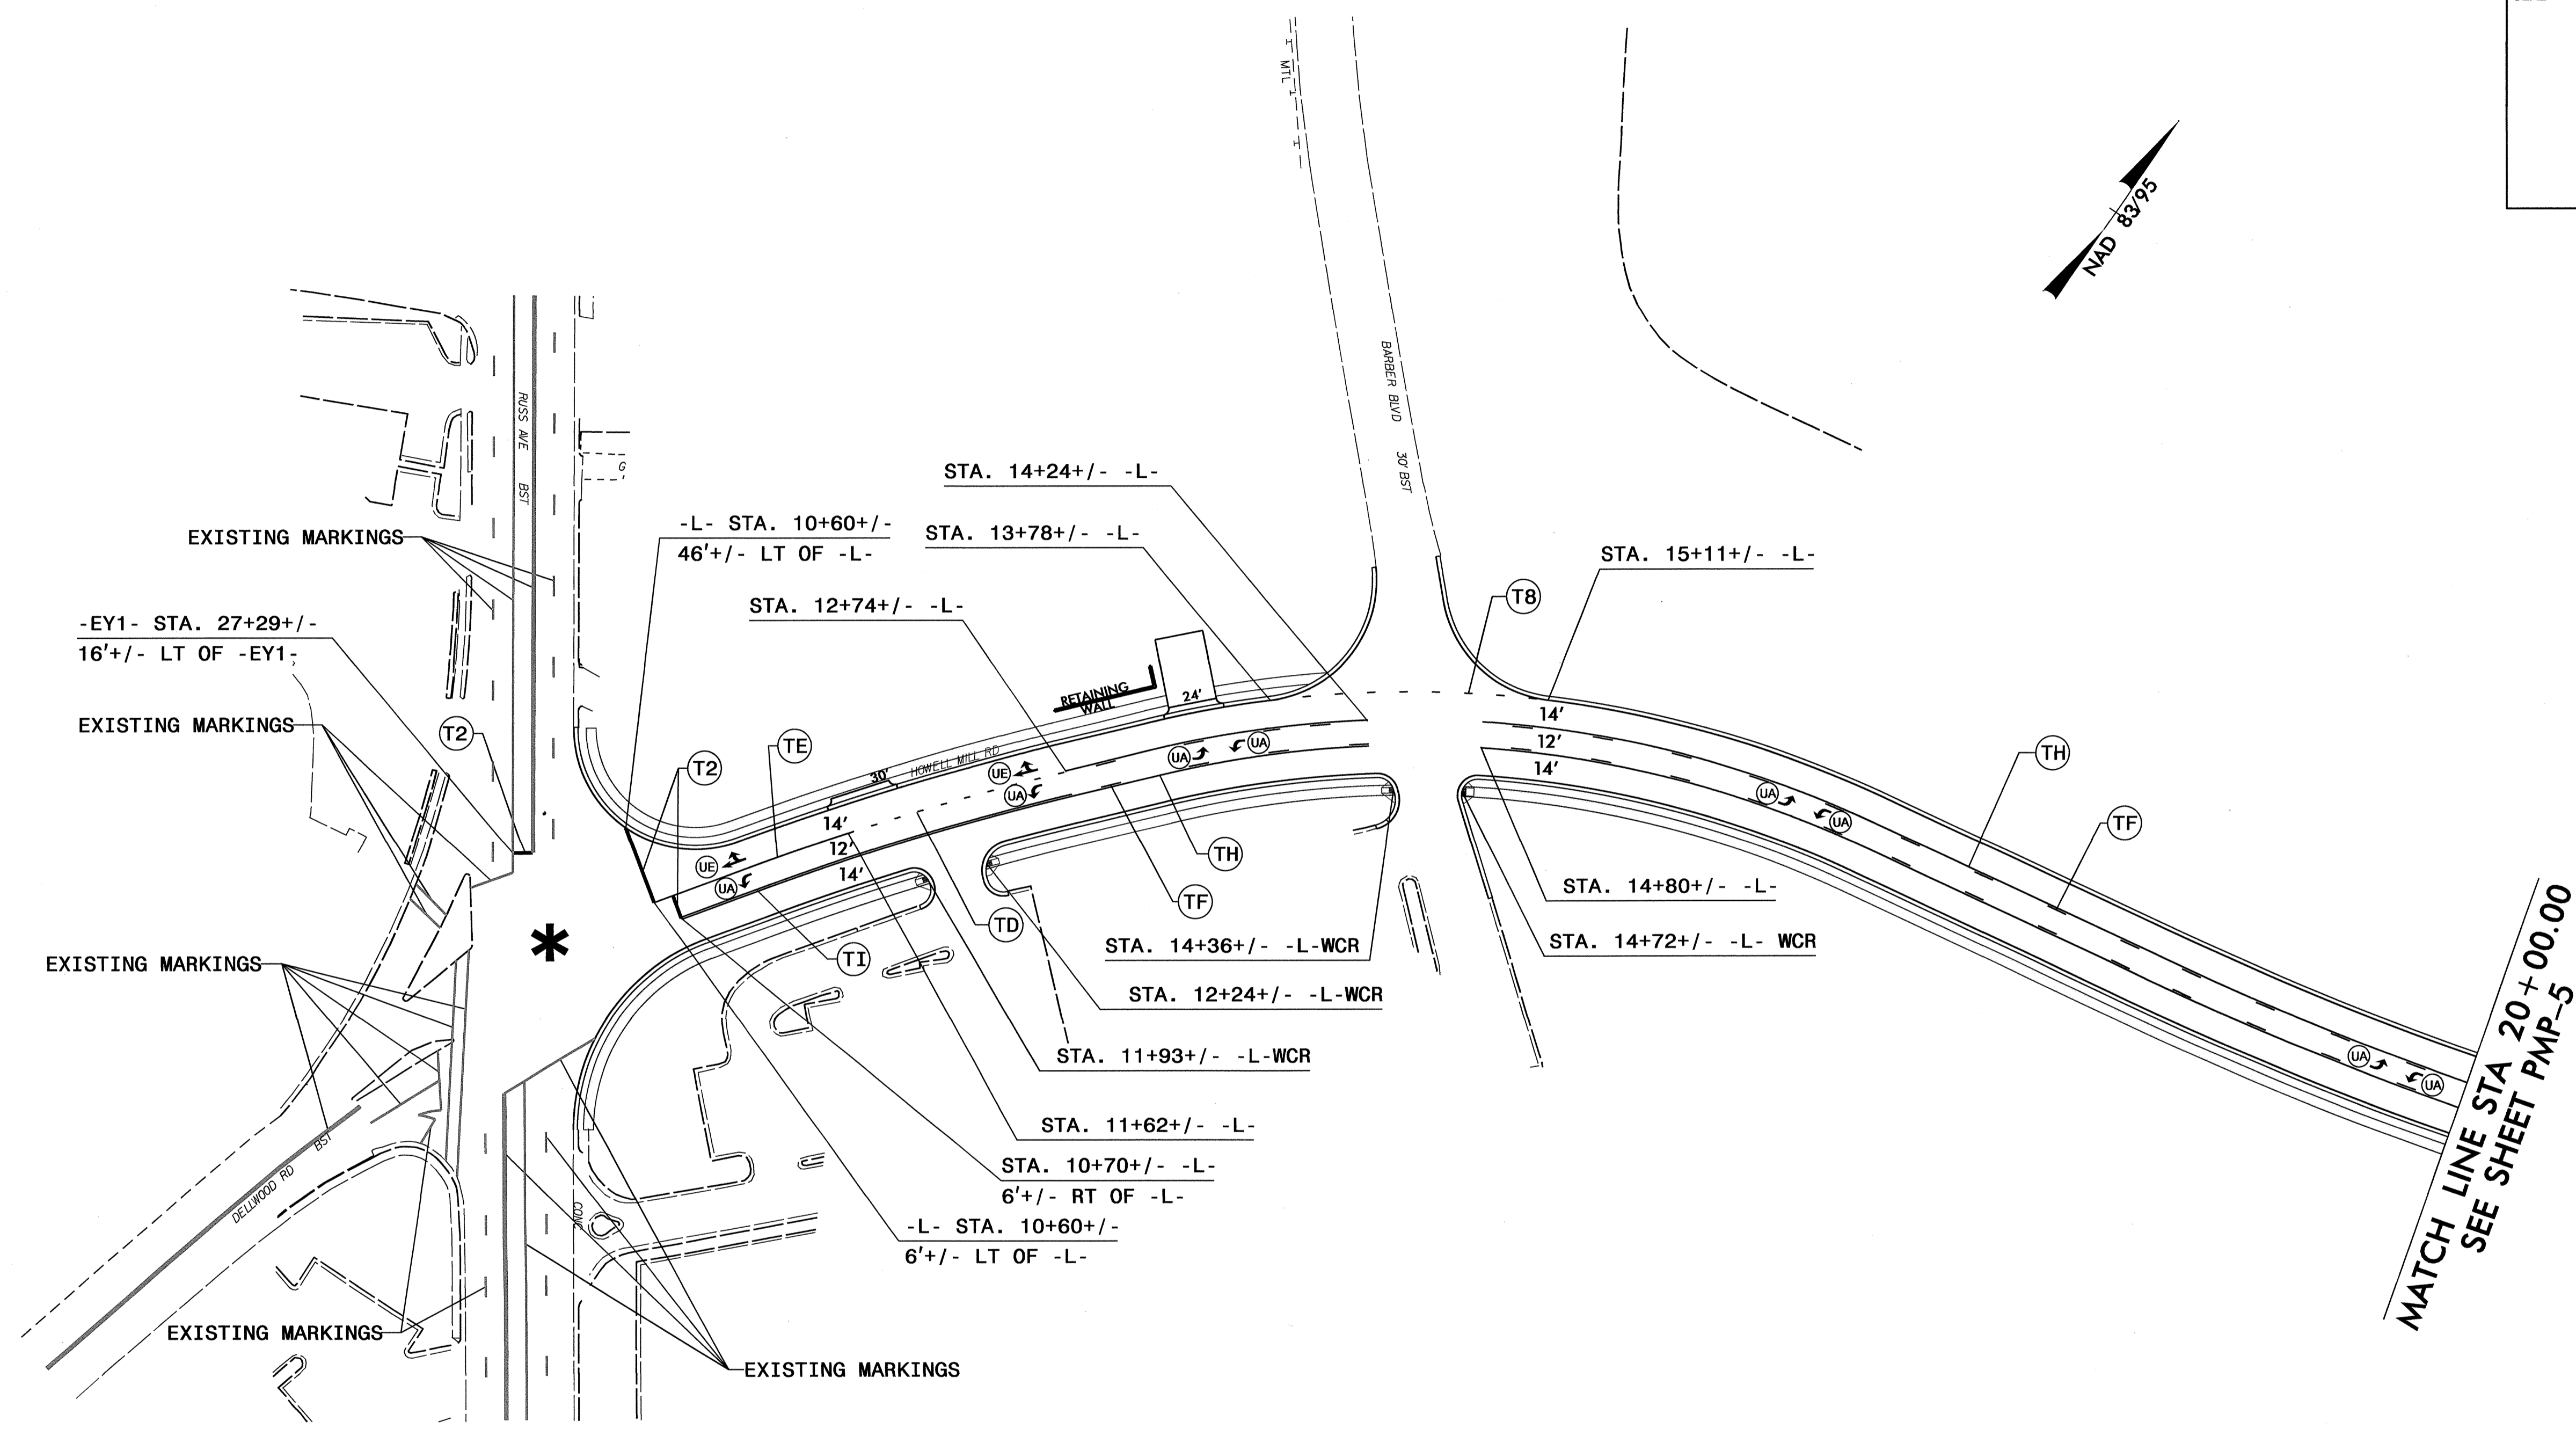 MTL
NAD 83/95
RUSS AVE BST
BARBER BLVD 30' BST
G
STA. 14+24+/- -L-
-L- STA. 10+60+/-
46'+/- LT OF -L-
STA. 13+78+/- -L-
EXISTING MARKINGS
STA. 15+11+/- -L-
T8
STA. 12+74+/- -L-
-EY1- STA. 27+29+/-
16'+/- LT OF -EY1-
RETAINING
WALL
24'
EXISTING MARKINGS
T2
TE
T2
HOWELL MILL RD
30'
UE
UA
UA
UA
14'
12'
14'
14'
12'
14'
UE
UA
UA
UA
TH
TF
TH
TF
TD
TI
*
STA. 14+80+/- -L-
STA. 14+36+/- -L-WCR
STA. 14+72+/- -L- WCR
EXISTING MARKINGS
STA. 12+24+/- -L-WCR
STA. 11+93+/- -L-WCR
UA
UA
STA. 11+62+/- -L-
DELLWOOD RD BST
STA. 10+70+/- -L-
6'+/- RT OF -L-
CONC
-L- STA. 10+60+/-
6'+/- LT OF -L-
EXISTING MARKINGS
EXISTING MARKINGS
MATCH LINE STA 20+00.00
SEE SHEET PMP-5